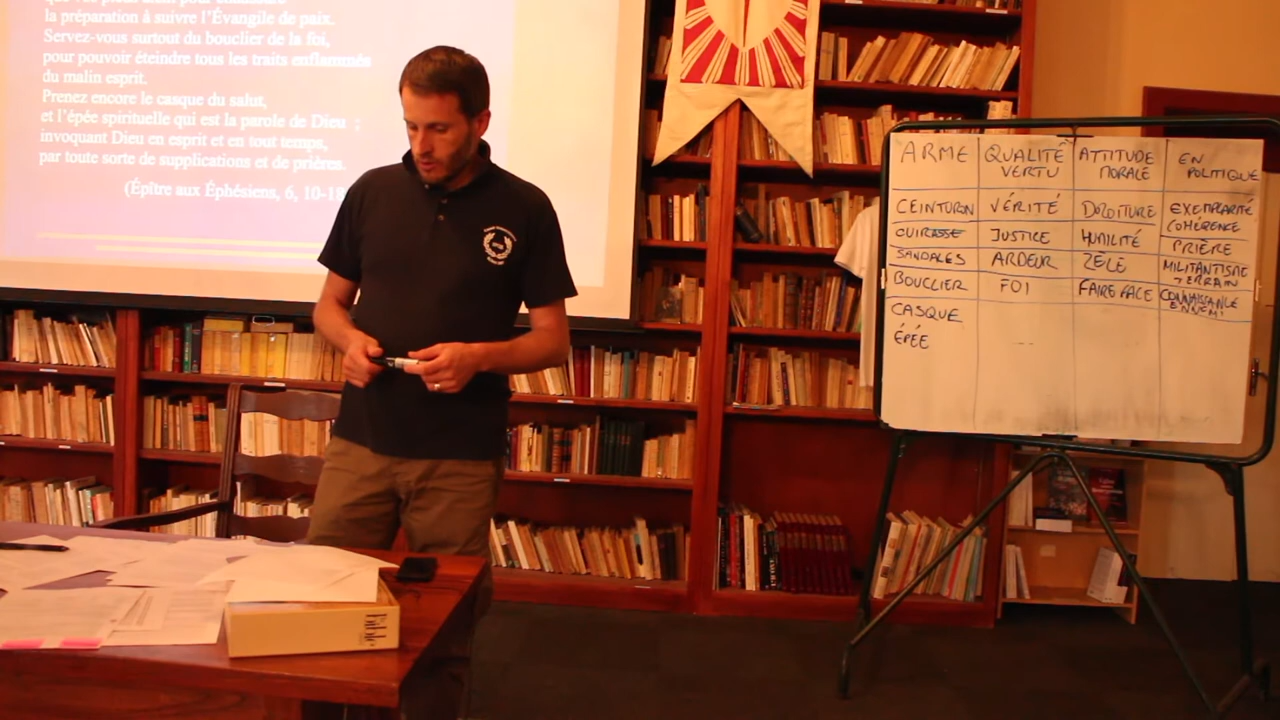 la préparation à suivre l'Évangile de paix.
Servez-vous surtout du bouclier de la foi,
pour pouvoir éteindre tous les traits enflammés
du malin esprit.
Prenez encore le casque du salut,
et l'épée spirituelle qui est la parole de Dieu ;
invoquant Dieu en esprit et en tout temps,
par toute sorte de supplications et de prières.
(Épître aux Éphésiens, 6, 10-18
ARME QUALITÉ VERTU ATTITUDE MORALE EN POLITIQUE
CEINTURON VÉRITÉ DROITURE EXEMPLARITÉ COHÉRENCE
CUIRASSE JUSTICE HUMILITÉ PRIÈRE
SANDALES ARDEUR ZÈLE MILITANTISME TERRAIN
BOUCLIER FOI FAIRE FACE CONNAISSANCE ENNEMI
CASQUE
ÉPÉE
Bible